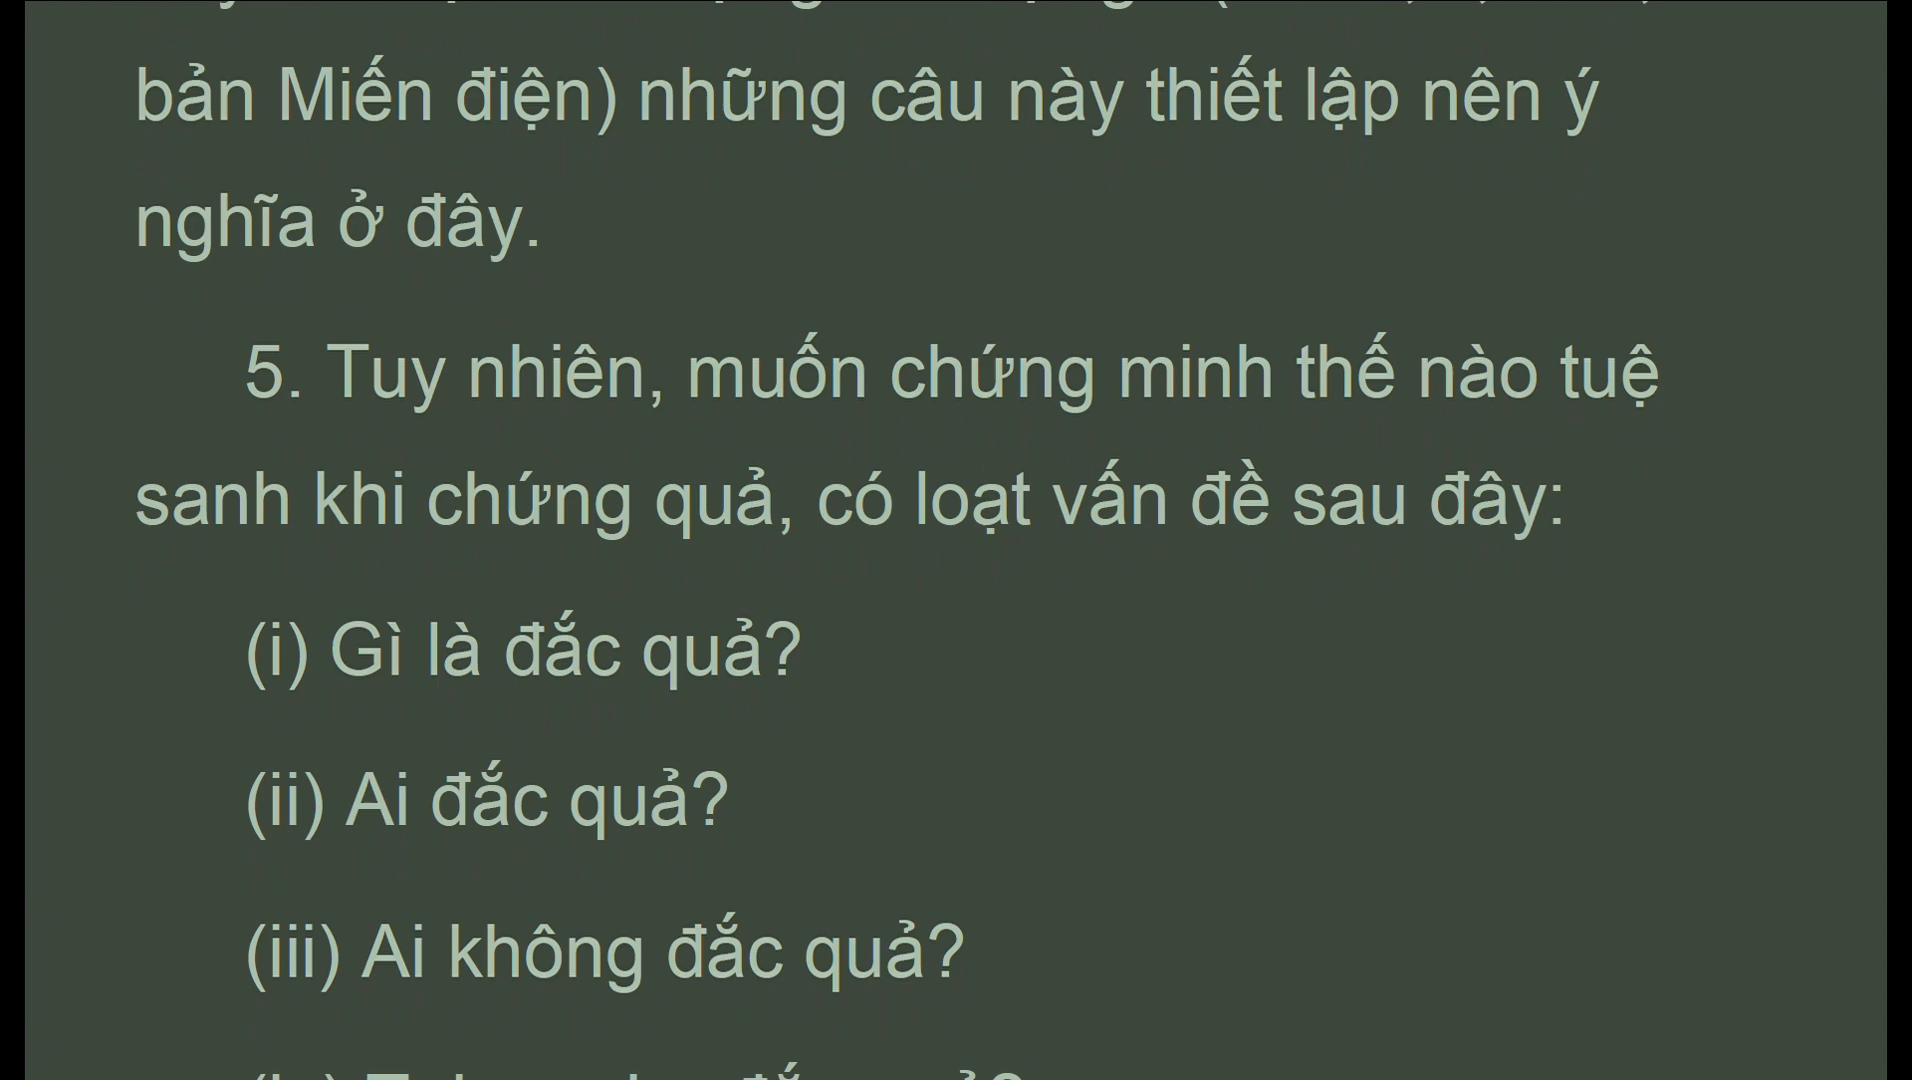 bản Miến điện) những câu này thiết lập nên ý
nghĩa ở đây.
5. Tuy nhiên, muốn chứng minh thế nào tuệ
sanh khi chứng quả, có loạt vấn đề sau đây:
(i) Gì là đắc quả?
(ii) Ai đắc quả?
(iii) Ai không đắc quả?